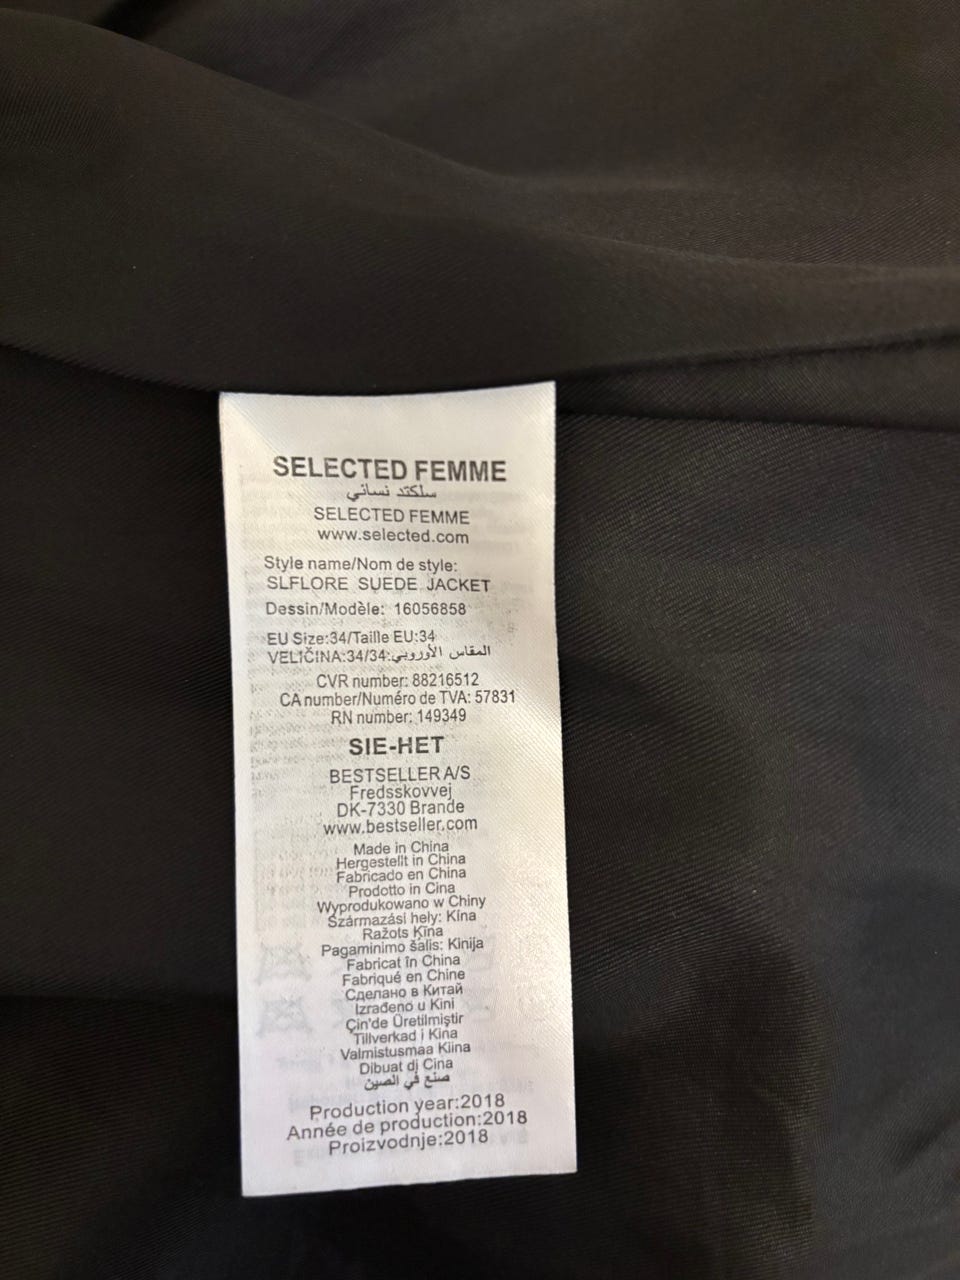 SELECTED FEMME
سلكتد نسائي
SELECTED FEMME
www.selected.com
Style name/Nom de style:
SLFLORE SUEDE JACKET
Dessin/Modèle: 16056858
EU Size:34/Taille EU:34
VELIČINA:34/34:المقاس الأوروبي
CVR number: 88216512
CA number/Numéro de TVA: 57831
RN number: 149349
SIE-HET
BESTSELLER A/S
Fredsskovvej
DK-7330 Brande
www.bestseller.com
Made in China
Hergestellt in China
Fabricado en China
Prodotto in Cina
Wyprodukowano w Chiny
Származási hely: Kína
Ražots Ķīna
Pagaminimo šalis: Kinija
Fabricat în China
Fabriqué en Chine
Сделано в Китай
Izrađeno u Kini
Çin'de Üretilmiştir
Tillverkad i Kina
Valmistusmaa Kiina
Dibuat di Cina
صنع في الصين
Production year:2018
Année de production:2018
Proizvodnje:2018